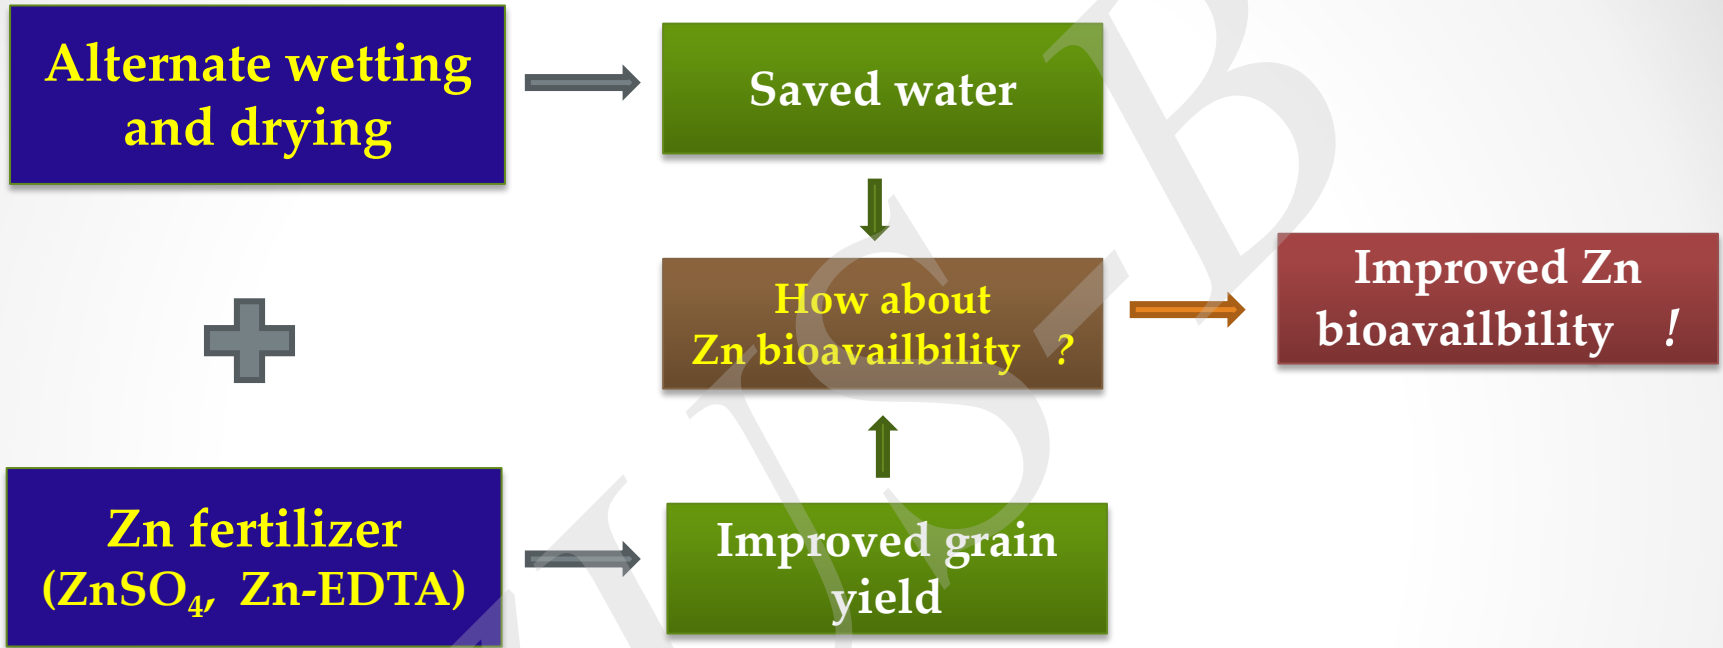 Alternate wetting
and drying
Saved water
How about
Zn bioavailbility ?
Improved Zn
bioavailbility !
Zn fertilizer
(ZnSO₄, Zn-EDTA)
Improved grain
yield